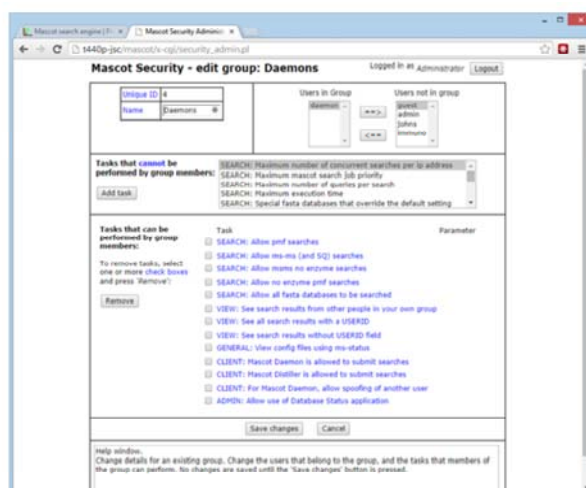 Mascot search engine | Pr
Mascot Security Adminis
t440p-jsc/mascot/x-cgi/security_admin.pl
Mascot Security - edit group: Daemons
Logged in as Administrator Logout
Unique ID 4
Name Daemons
Users in Group
Users not in group
daemon
==>
<==
guest
admin
Johns
Immuno
Tasks that cannot be
performed by group
members:
Add task
SEARCH: Maximum number of concurrent searches per ip address
SEARCH: Maximum mascot search job priority
SEARCH: Maximum number of queries per search
SEARCH: Maximum execution time
SEARCH: Special fasta databases that override the default setting
Tasks that can be
performed by group
members:
To remove tasks, select
one or more check boxes
and press 'Remove':
Remove
Task Parameter
SEARCH: Allow pmf searches
SEARCH: Allow ms-ms (and SQ) searches
SEARCH: Allow msms no enzyme searches
SEARCH: Allow no enzyme pmf searches
SEARCH: Allow all fasta databases to be searched
VIEW: See search results from other people in your own group
VIEW: See all search results with a USERID
VIEW: See search results without USERID field
GENERAL: View config files using ms-status
CLIENT: Mascot Daemon is allowed to submit searches
CLIENT: Mascot Distiller is allowed to submit searches
CLIENT: For Mascot Daemon, allow spoofing of another user
ADMIN: Allow use of Database Status application
Save changes Cancel
Help window.
Change details for an existing group. Change the users that belong to the group, and the tasks that members of
the group can perform. No changes are saved until the 'Save changes' button is pressed.